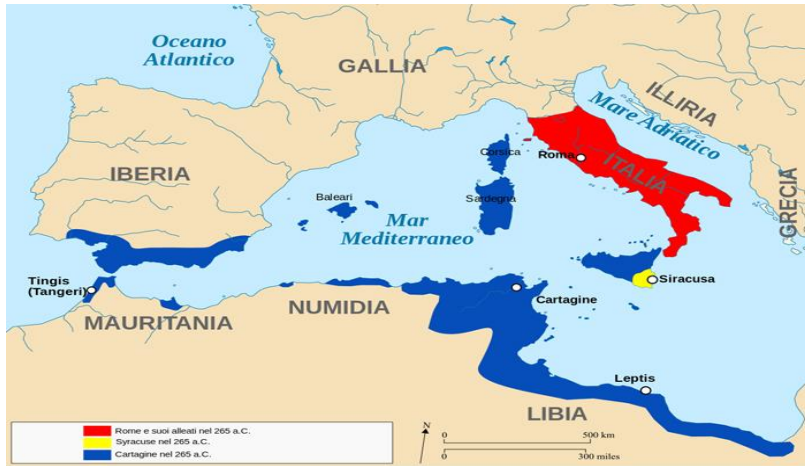 Oceano
Atlantico
GALLIA
ILLIRIA
Mare Adriatico
Corsica
Roma
ITALIA
IBERIA
Baleari
Sardegna
GRECIA
Mar
Mediterraneo
Tingis
(Tangeri)
Siracusa
Cartagine
NUMIDIA
MAURITANIA
Leptis
LIBIA
Rome e suoi alleati nel 265 a.C.
Syracuse nel 265 a.C.
Cartagine nel 265 a.C.
N
0 500 km
0 300 miles